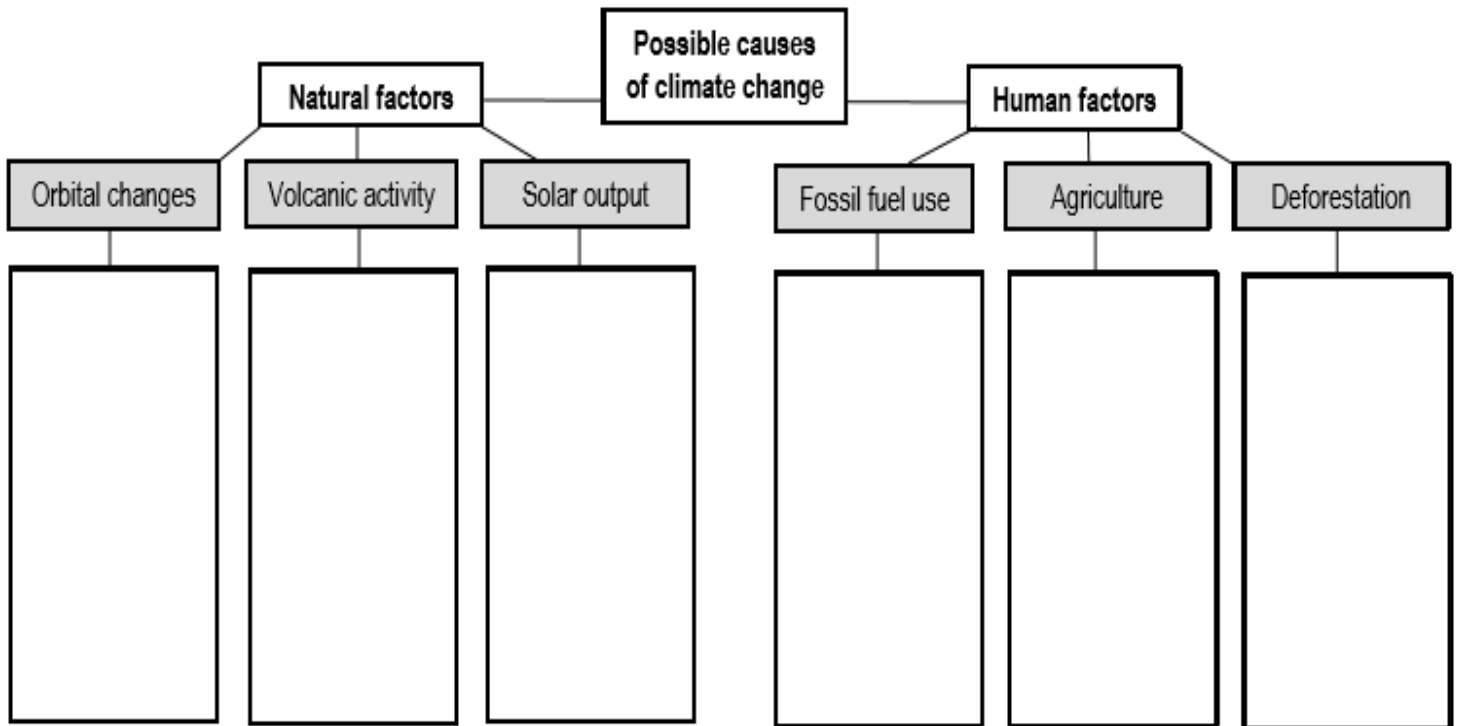 Possible causes
of climate change
Natural factors
Human factors
Orbital changes
Volcanic activity
Solar output
Fossil fuel use
Agriculture
Deforestation